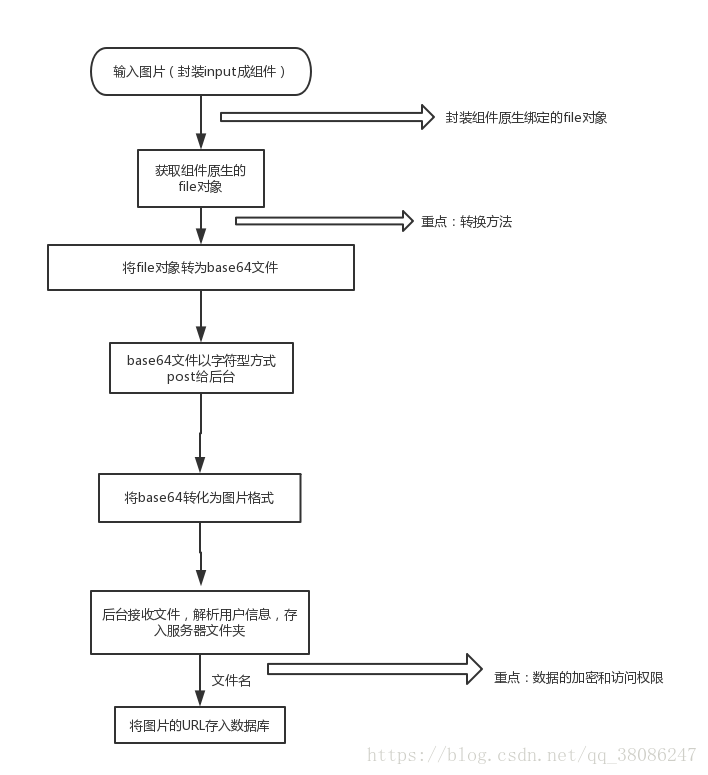 输入图片（封装input成组件）
封装组件原生绑定的file对象
获取组件原生的
file对象
重点：转换方法
将file对象转为base64文件
base64文件以字符型方式
post给后台
将base64转化为图片格式
后台接收文件，解析用户信息，存
入服务器文件夹
文件名
重点：数据的加密和访问权限
将图片的URL存入数据库
https://blog.csdn.net/qq_38086247